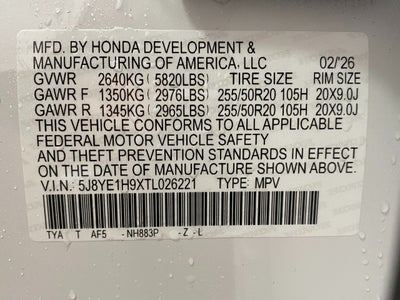 MFD. BY HONDA DEVELOPMENT &
MANUFACTURING OF AMERICA, LLC 02/'26
GVWR 2640KG ( 5820LBS) TIRE SIZE RIM SIZE
GAWR F 1350KG ( 2976LBS) 255/50R20 105H 20X9.0J
GAWR R 1345KG ( 2965LBS) 255/50R20 105H 20X9.0J
THIS VEHICLE CONFORMS TO ALL APPLICABLE
FEDERAL MOTOR VEHICLE SAFETY
AND THEFT PREVENTION STANDARDS IN EFFECT
ON THE DATE OF MANUFACTURE SHOWN ABOVE.
V.I.N.: 5J8YE1H9XTL026221 TYPE: MPV
TYA T AF5 -NH883P -Z -L